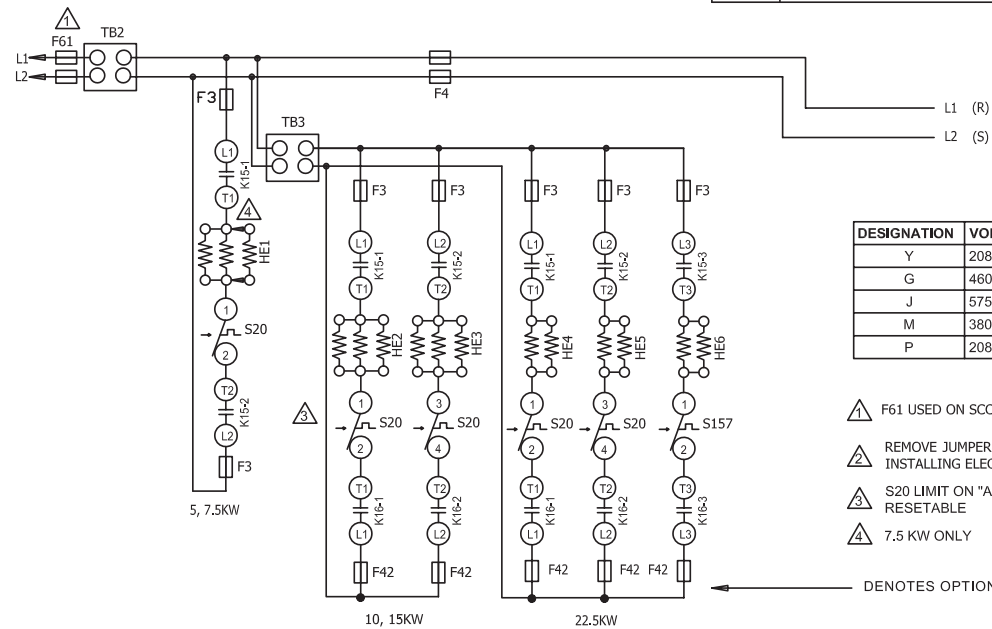 1
F61
TB2
L1
L2
F4
L1 (R)
L2 (S)
F3
TB3
L1
K15-1
T1
4
HE1
1
S20
2
T2
K15-2
L2
F3
5, 7.5KW
F3 F3 F3 F3 F3
L1 L2 L1 L2 L3
K15-1 K15-2 K15-1 K15-2 K15-3
T1 T2 T1 T2 T3
HE2 HE3 HE4 HE5 HE6
3
1 3 1 3 1
S20 S20 S20 S20 S157
2 4 2 4 2
T1 T2 T1 T2 T3
K16-1 K16-2 K16-1 K16-2 K16-3
L1 L2 L1 L2 L3
F42 F42 F42 F42 F42
10, 15KW
22.5KW
DESIGNATION
Y 208
G 460
J 575
M 380
P 208
1 F61 USED ON
2 REMOVE JUMPER
INSTALLING
3 S20 LIMIT ON
RESETABLE
4 7.5 KW ONLY
DENOTES